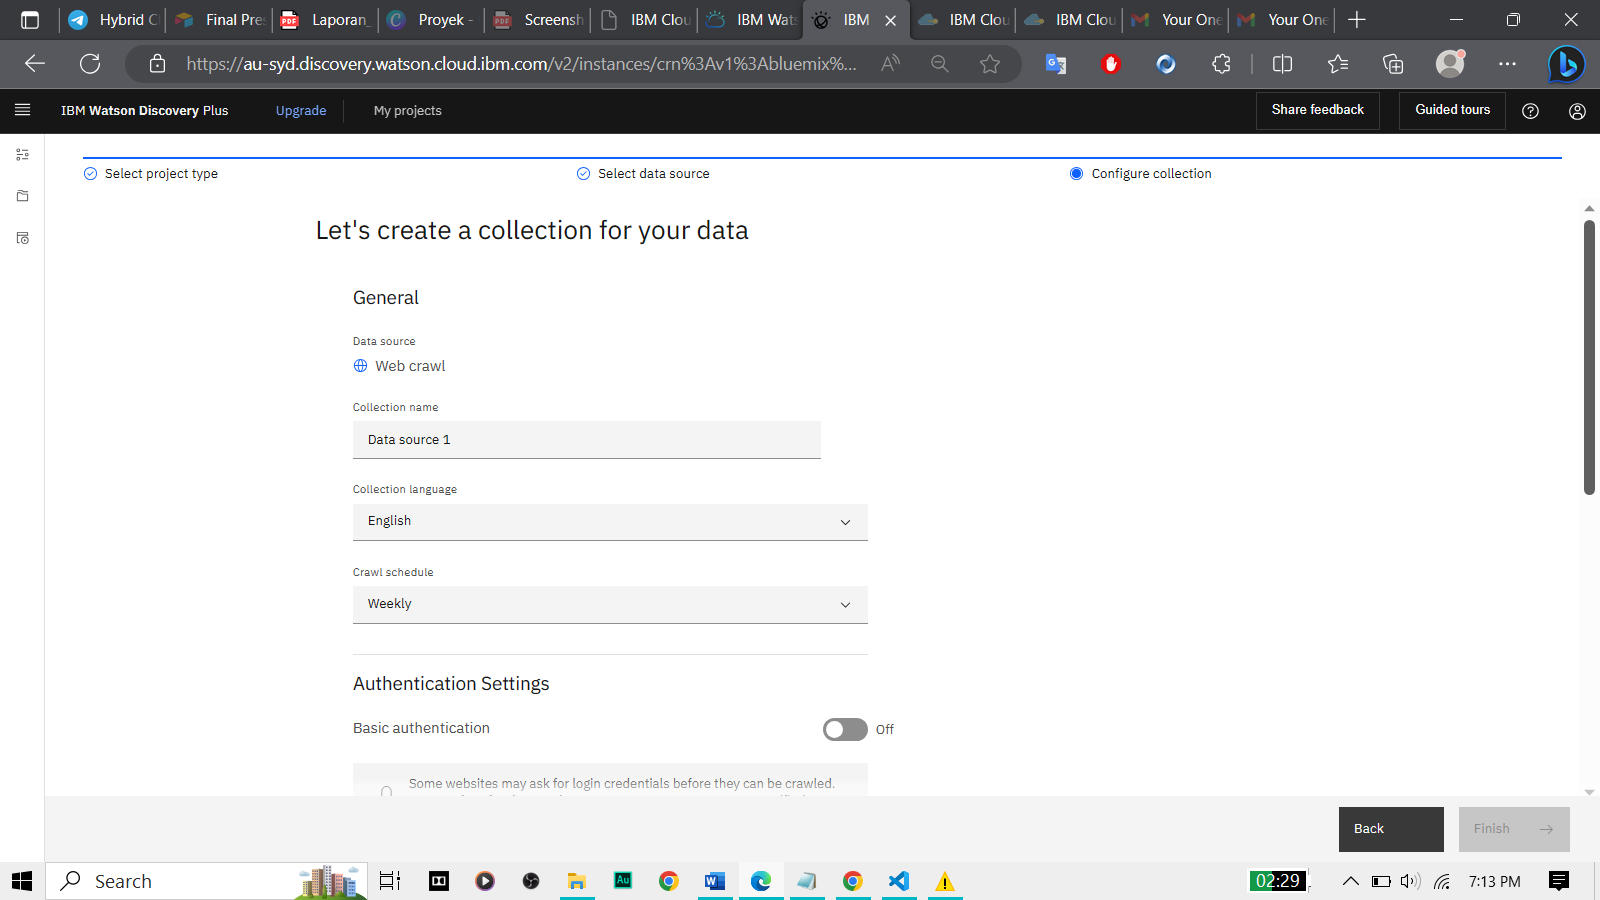 Hybrid C
Final Pre
Laporan_
Proyek -
Screensh
IBM Clou
IBM Wats
IBM
IBM Clou
IBM Clou
Your One
Your One
https://au-syd.discovery.watson.cloud.ibm.com/v2/instances/crn%3Av1%3Abluemix%...
IBM Watson Discovery Plus
Upgrade
My projects
Share feedback
Guided tours
Select project type
Select data source
Configure collection
Let's create a collection for your data
General
Data source
Web crawl
Collection name
Data source 1
Collection language
English
Crawl schedule
Weekly
Authentication Settings
Basic authentication
Off
Some websites may ask for login credentials before they can be crawled.
Back
Finish
Search
02:29
7:13 PM